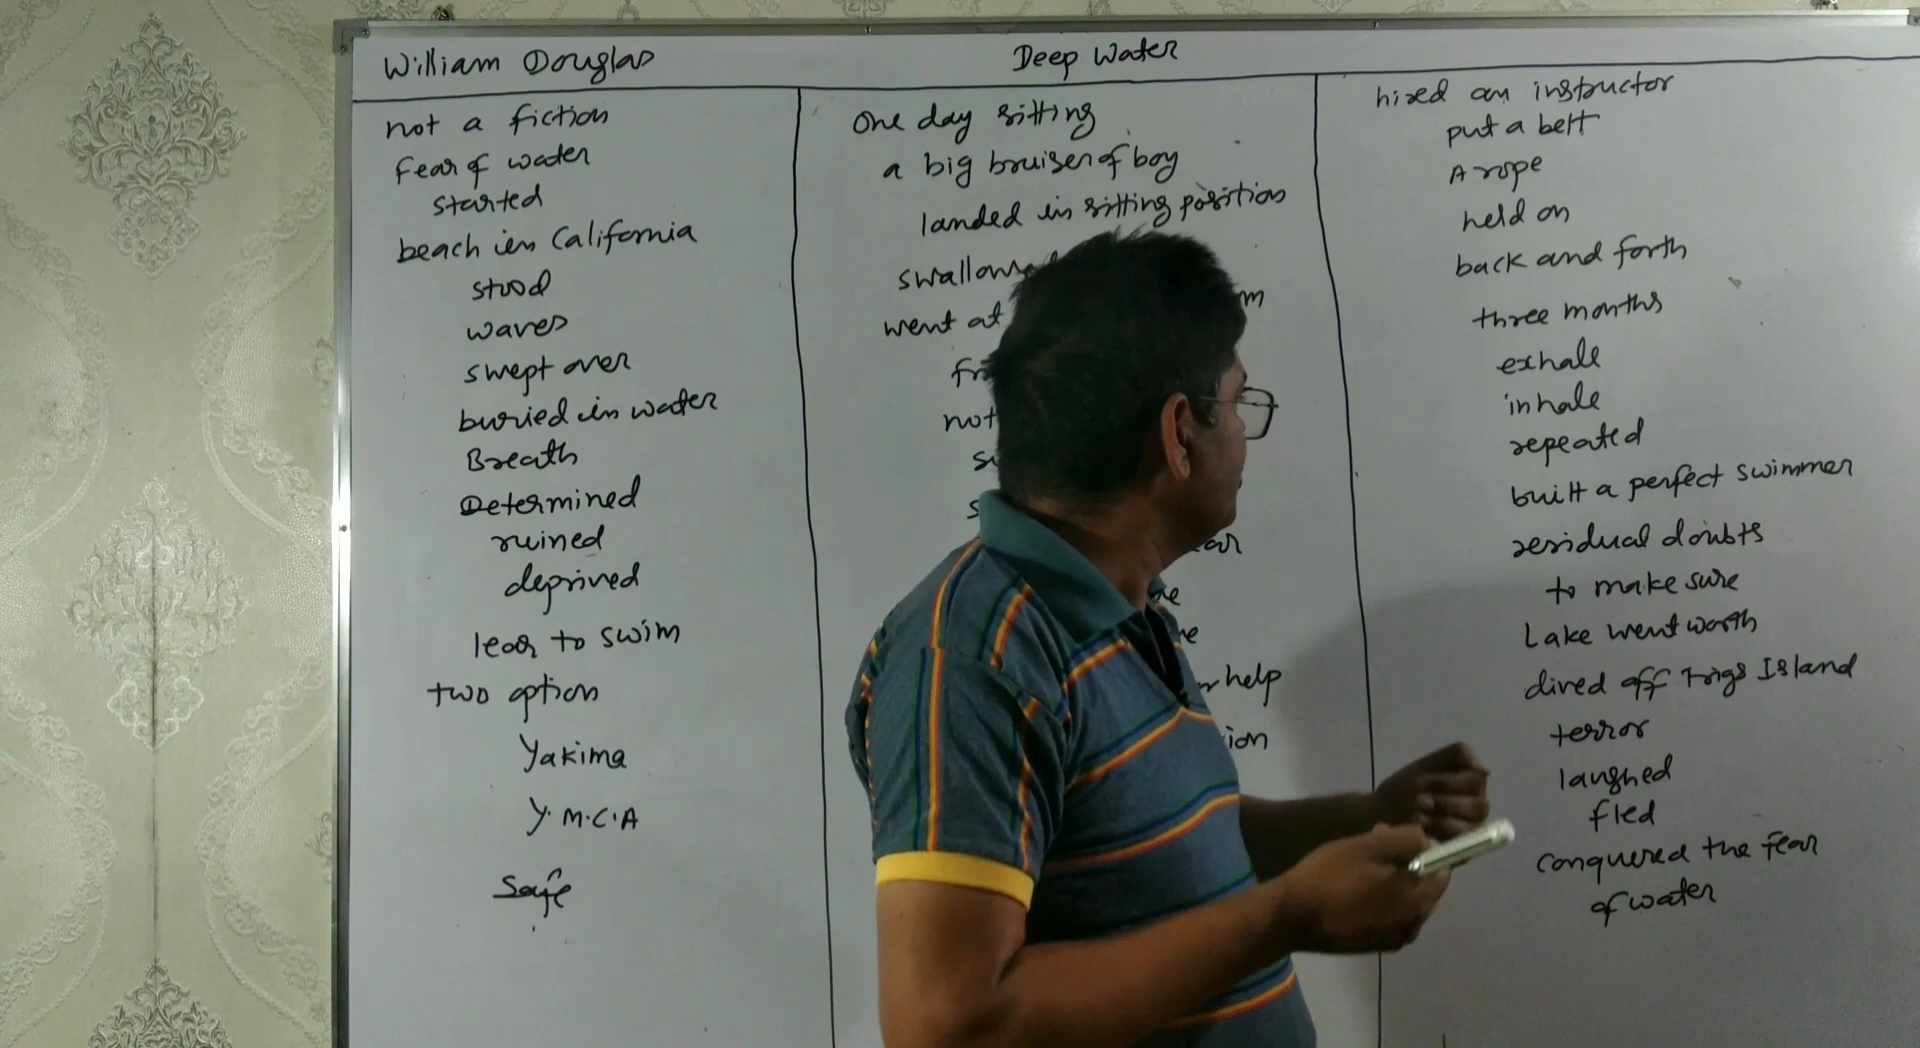 William Douglas
Deep Water
not a fiction
Fear of water
started
beach in California
stood
waves
swept over
buried in water
Breath
Determined
ruined
deprived
lear to swim
two option
Yakima
Y.M.C.A
Safe
One day sitting
a big bruiser of boy
landed in sitting position
went at
not
help
hired an instructor
put a belt
A rope
held on
back and forth
three months
exhale
inhale
repeated
built a perfect swimmer
residual doubts
to make sure
Lake went worth
dived off Trigs Island
terror
laughed
fled
conquered the fear
of water